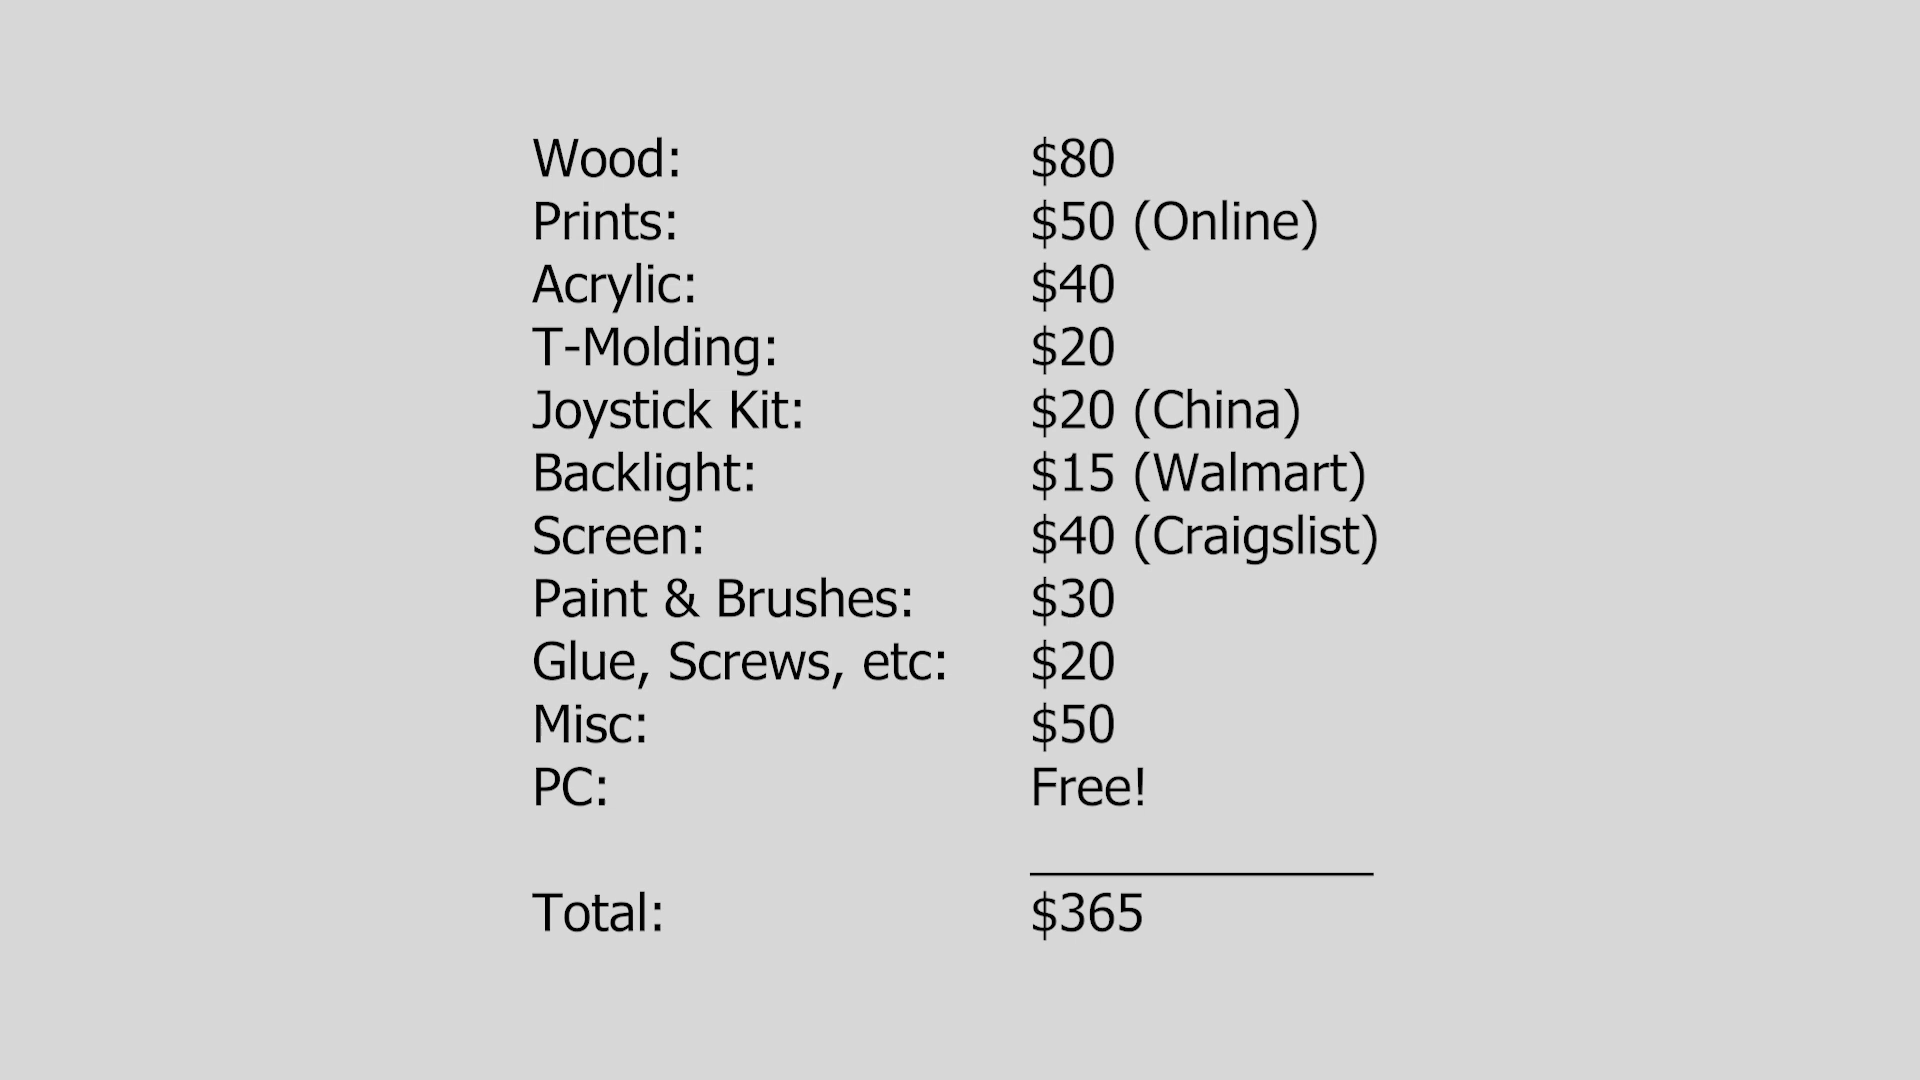 Wood: $80
Prints: $50 (Online)
Acrylic: $40
T-Molding: $20
Joystick Kit: $20 (China)
Backlight: $15 (Walmart)
Screen: $40 (Craigslist)
Paint & Brushes: $30
Glue, Screws, etc: $20
Misc: $50
PC: Free!
Total: $365